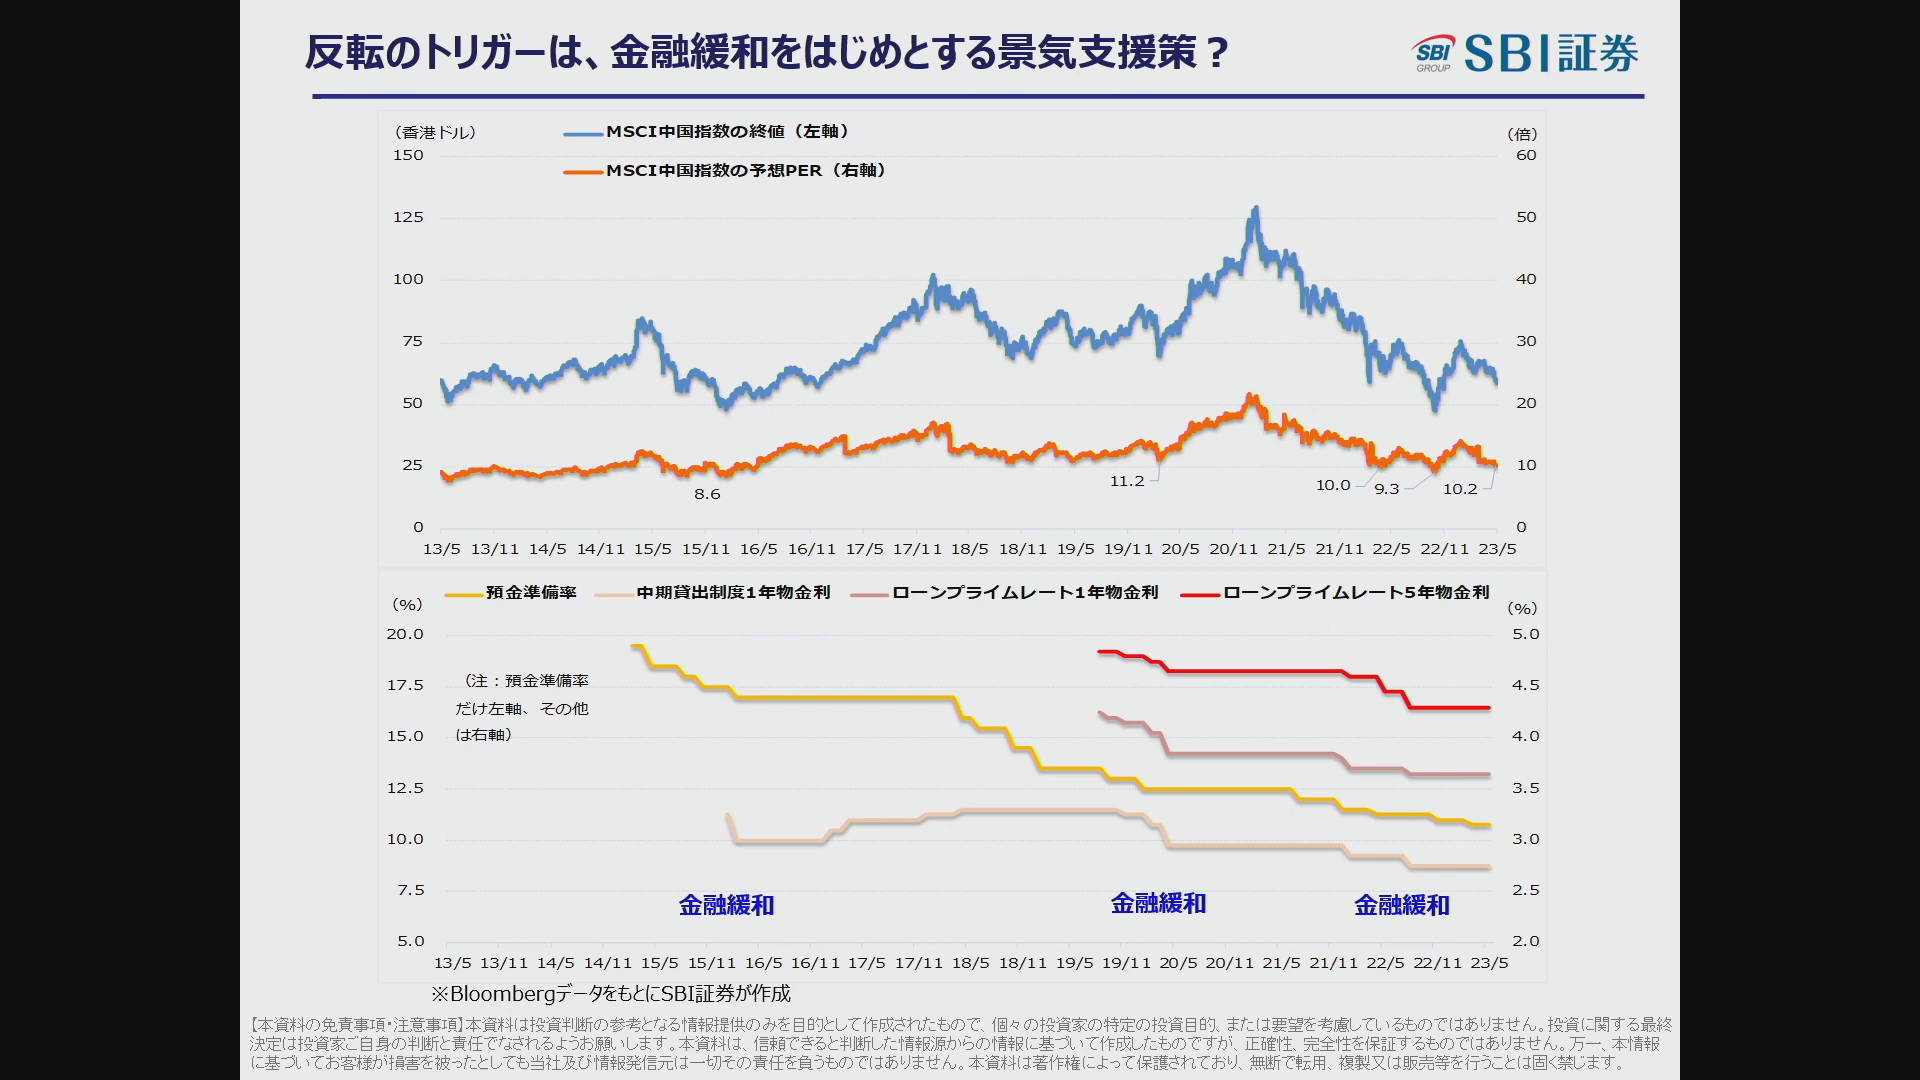 反転のトリガーは、金融緩和をはじめとする景気支援策？
SBI
GROUP
SBI証券
（香港ドル）
MSCI中国指数の終値（左軸）
（倍）
MSCI中国指数の予想PER（右軸）
150
60
125
50
100
40
75
30
50
20
25
10
0
0
8.6
11.2
10.0
9.3
10.2
13/5 13/11 14/5 14/11 15/5 15/11 16/5 16/11 17/5 17/11 18/5 18/11 19/5 19/11 20/5 20/11 21/5 21/11 22/5 22/11 23/5
預金準備率 中期貸出制度1年物金利 ローンプライムレート1年物金利 ローンプライムレート5年物金利
（%）
（%）
20.0
5.0
17.5
4.5
15.0
4.0
12.5
3.5
10.0
3.0
7.5
2.5
5.0
2.0
（注：預金準備率
だけ左軸、その他
は右軸）
金融緩和 金融緩和 金融緩和
13/5 13/11 14/5 14/11 15/5 15/11 16/5 16/11 17/5 17/11 18/5 18/11 19/5 19/11 20/5 20/11 21/5 21/11 22/5 22/11 23/5
※BloombergデータをもとにSBI証券が作成
【本資料の免責事項・注意事項】本資料は投資判断の参考となる情報提供のみを目的として作成されたもので、個々の投資家の特定の投資目的、または要望を考慮しているものではありません。投資に関する最終
決定は投資家ご自身の判断と責任でなされるようお願いします。本資料は、信頼できると判断した情報源からの情報に基づいて作成したものですが、正確性、完全性を保証するものではありません。万一、本情報
に基づいてお客様が損害を被ったとしても当社及び情報発信元は一切その責任を負うものではありません。本資料は著作権によって保護されており、無断で転用、複製又は販売等を行うことは固く禁じます。